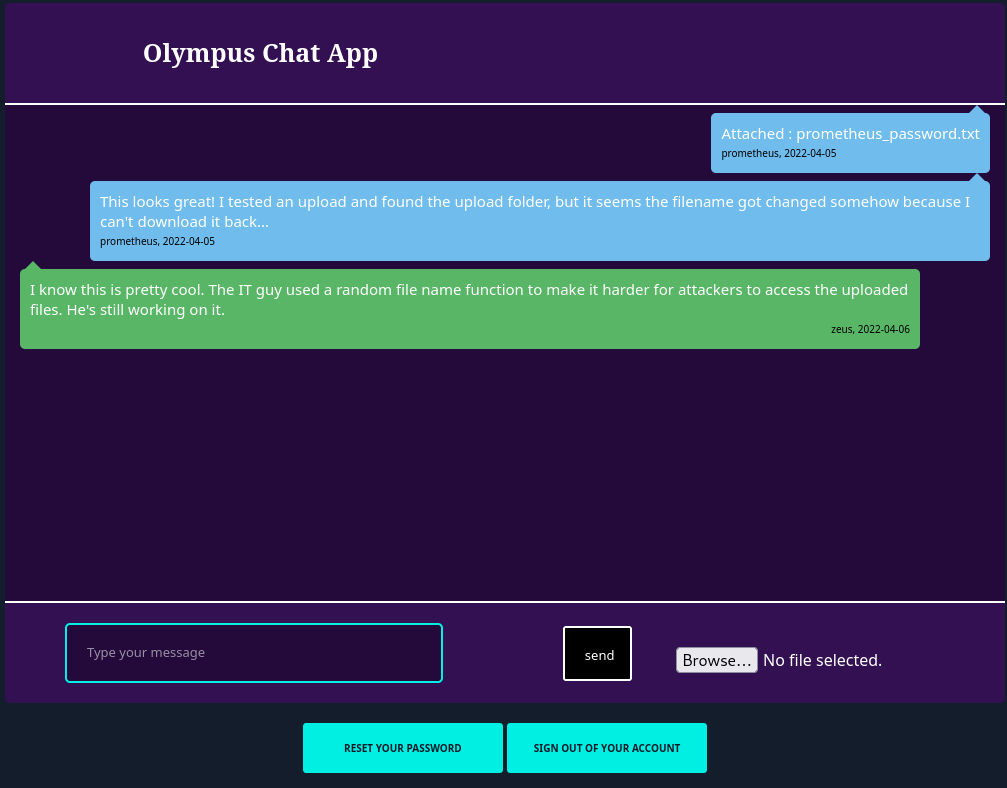 Olympus Chat App
Attached : prometheus_password.txt
prometheus, 2022-04-05
This looks great! I tested an upload and found the upload folder, but it seems the filename got changed somehow because I
can't download it back...
prometheus, 2022-04-05
I know this is pretty cool. The IT guy used a random file name function to make it harder for attackers to access the uploaded
files. He's still working on it.
zeus, 2022-04-06
Type your message
send
Browse... No file selected.
RESET YOUR PASSWORD
SIGN OUT OF YOUR ACCOUNT